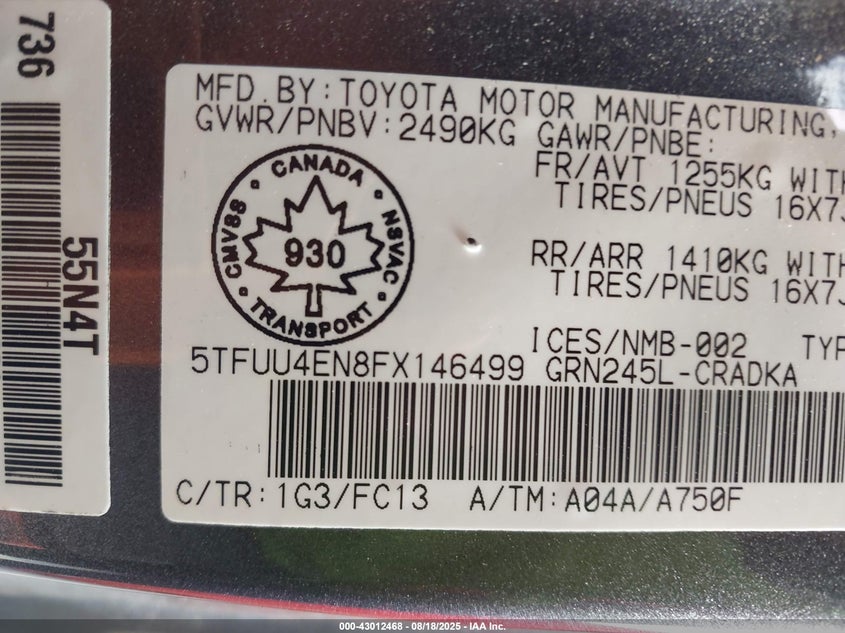 736
55N4T
MFD.BY:TOYOTA MOTOR MANUFACTURING,
GVWR/PNBV:2490KG GAWR/PNBE:
FR/AVT 1255KG WITH
TIRES/PNEUS 16X7J
RR/ARR 1410KG WITH
TIRES/PNEUS 16X7J
CANADA
CMVSS
NSVAC
930
TRANSPORT
ICES/NMB-002 TYP
5TFUU4EN8FX146499 GRN245L-CRADKA
C/TR:1G3/FC13 A/TM:A04A/A750F
000-43012468 - 08/18/2025 - IAA Inc.